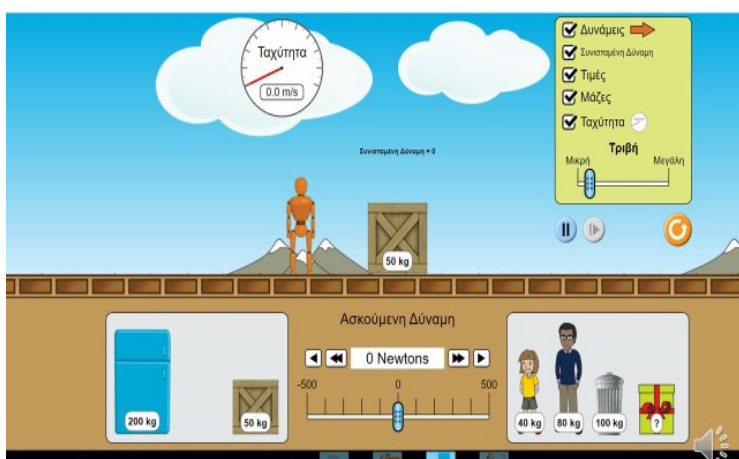 Ταχύτητα
0.0 m/s
Δυνάμεις
Συνισταμένη Δύναμη
Τιμές
Μάζες
Ταχύτητα
Τριβή
Μικρή Μεγάλη
Συνισταμένη Δύναμη = 0
50 kg
Ασκούμενη Δύναμη
0 Newtons
-500 0 500
200 kg
50 kg
40 kg
80 kg
100 kg
?